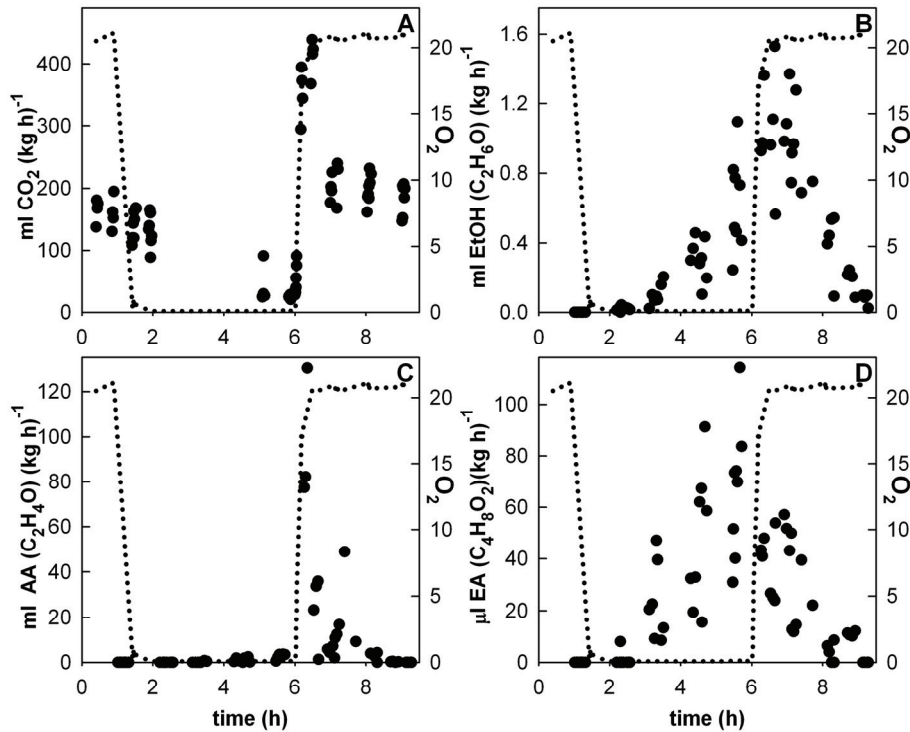 A
ml CO₂ (kg h)⁻¹
400
300
200
100
0
20
15
10
5
0
O₂
0 2 4 6 8
B
ml EtOH (C₂H₆O) (kg h)⁻¹
1.6
1.2
0.8
0.4
0.0
20
15
10
5
0
O₂
0 2 4 6 8
C
ml AA (C₂H₄O) (kg h)⁻¹
120
100
80
60
40
20
0
20
15
10
5
0
O₂
0 2 4 6 8
time (h)
D
µl EA (C₄H₈O₂)(kg h)⁻¹
100
80
60
40
20
0
20
15
10
5
0
O₂
0 2 4 6 8
time (h)